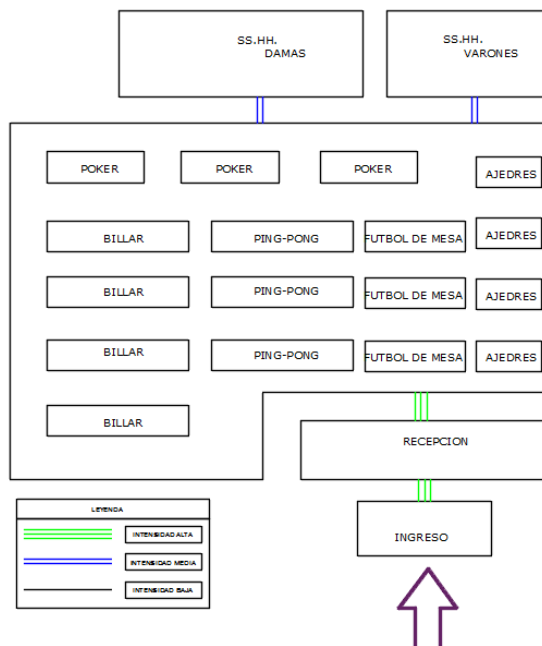 SS.HH.
DAMAS
SS.HH.
VARONES
POKER
POKER
POKER
AJEDRES
BILLAR
PING-PONG
FUTBOL DE MESA
AJEDRES
BILLAR
PING-PONG
FUTBOL DE MESA
AJEDRES
BILLAR
PING-PONG
FUTBOL DE MESA
AJEDRES
BILLAR
RECEPCION
INGRESO
LEYENDA
INTENSIDAD ALTA
INTENSIDAD MEDIA
INTENSIDAD BAJA